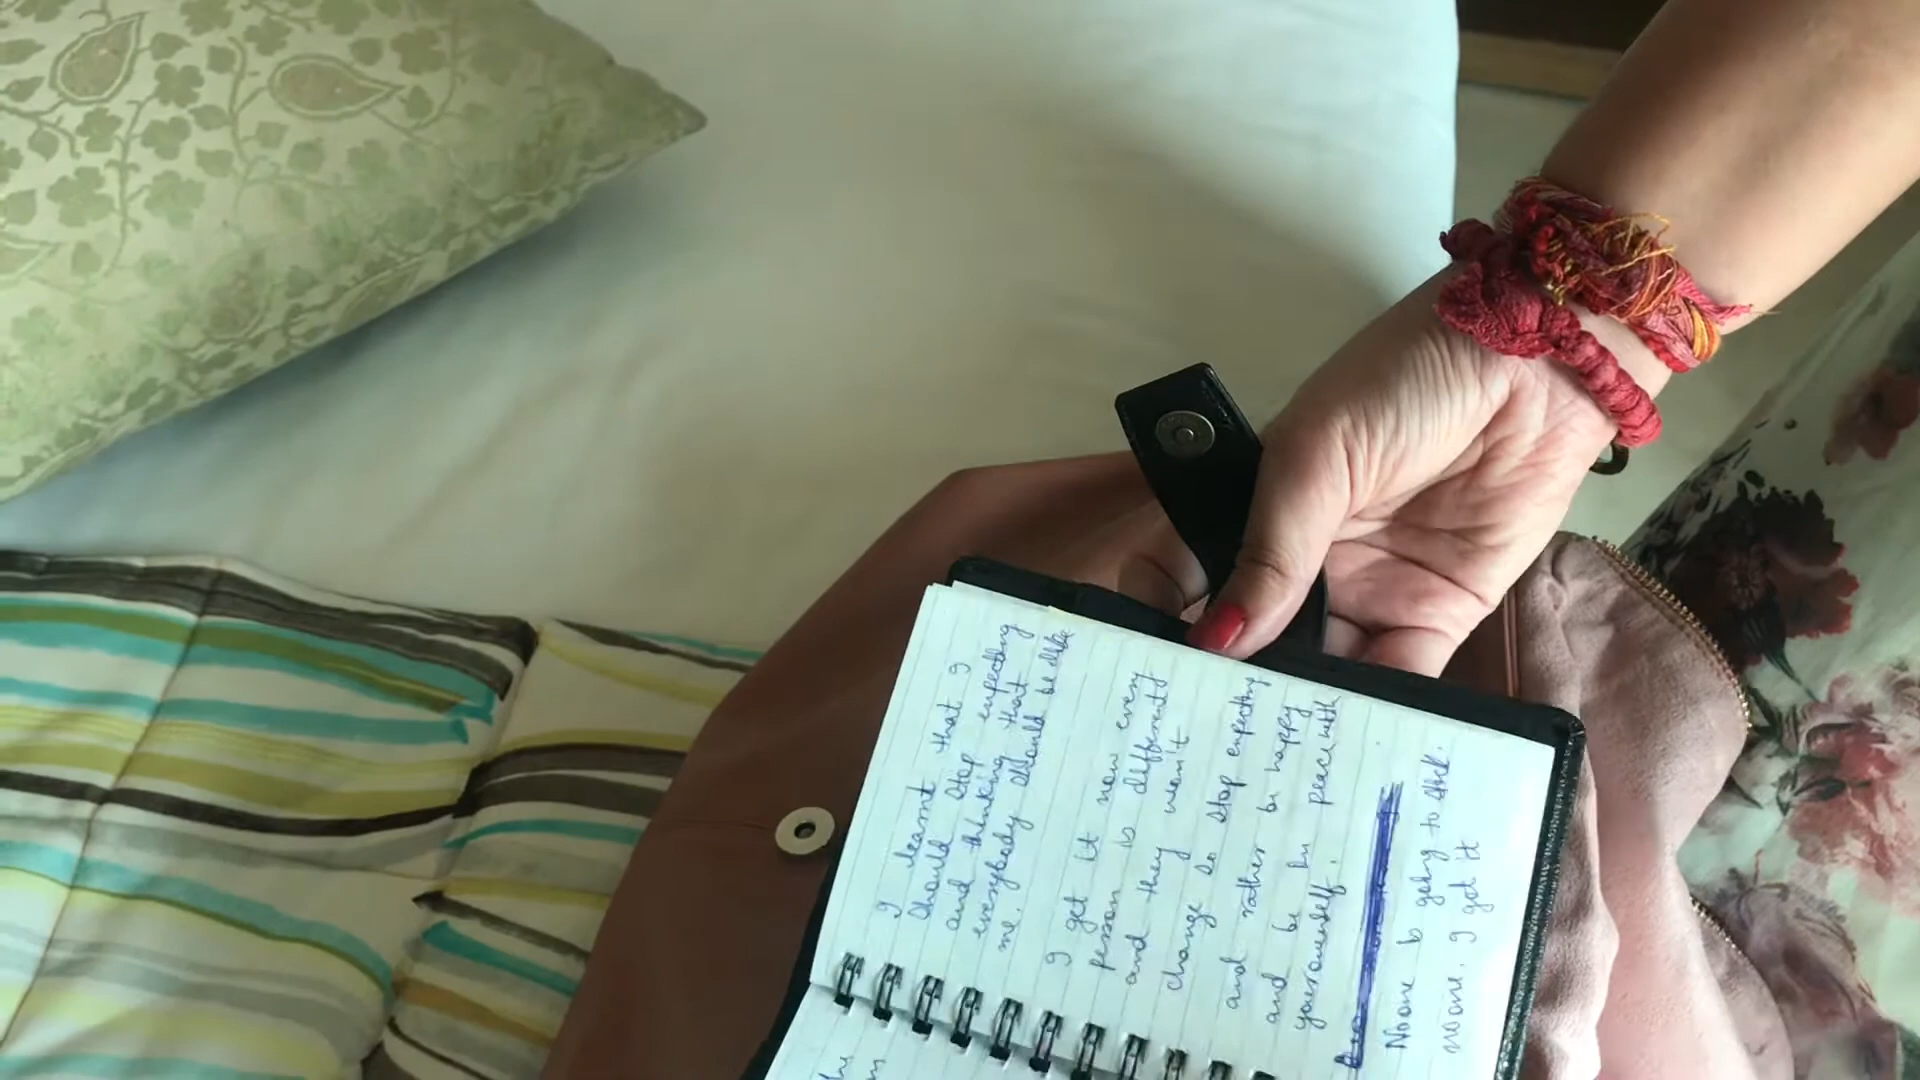 I learnt that I
should stop expecting
and thinking that
everybody should be like
me.
I get it now every
person is different
and they won't
change so stop expecting
and rather be happy
and be in peace with
yourself.
Noone is going to stick.
none. I got it